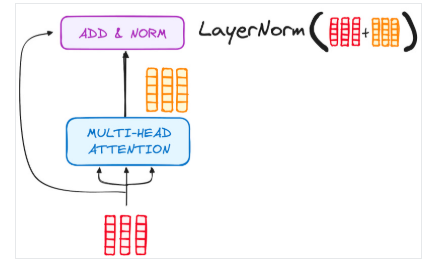 ADD & NORM
LayerNorm( + )
MULTI-HEAD
ATTENTION